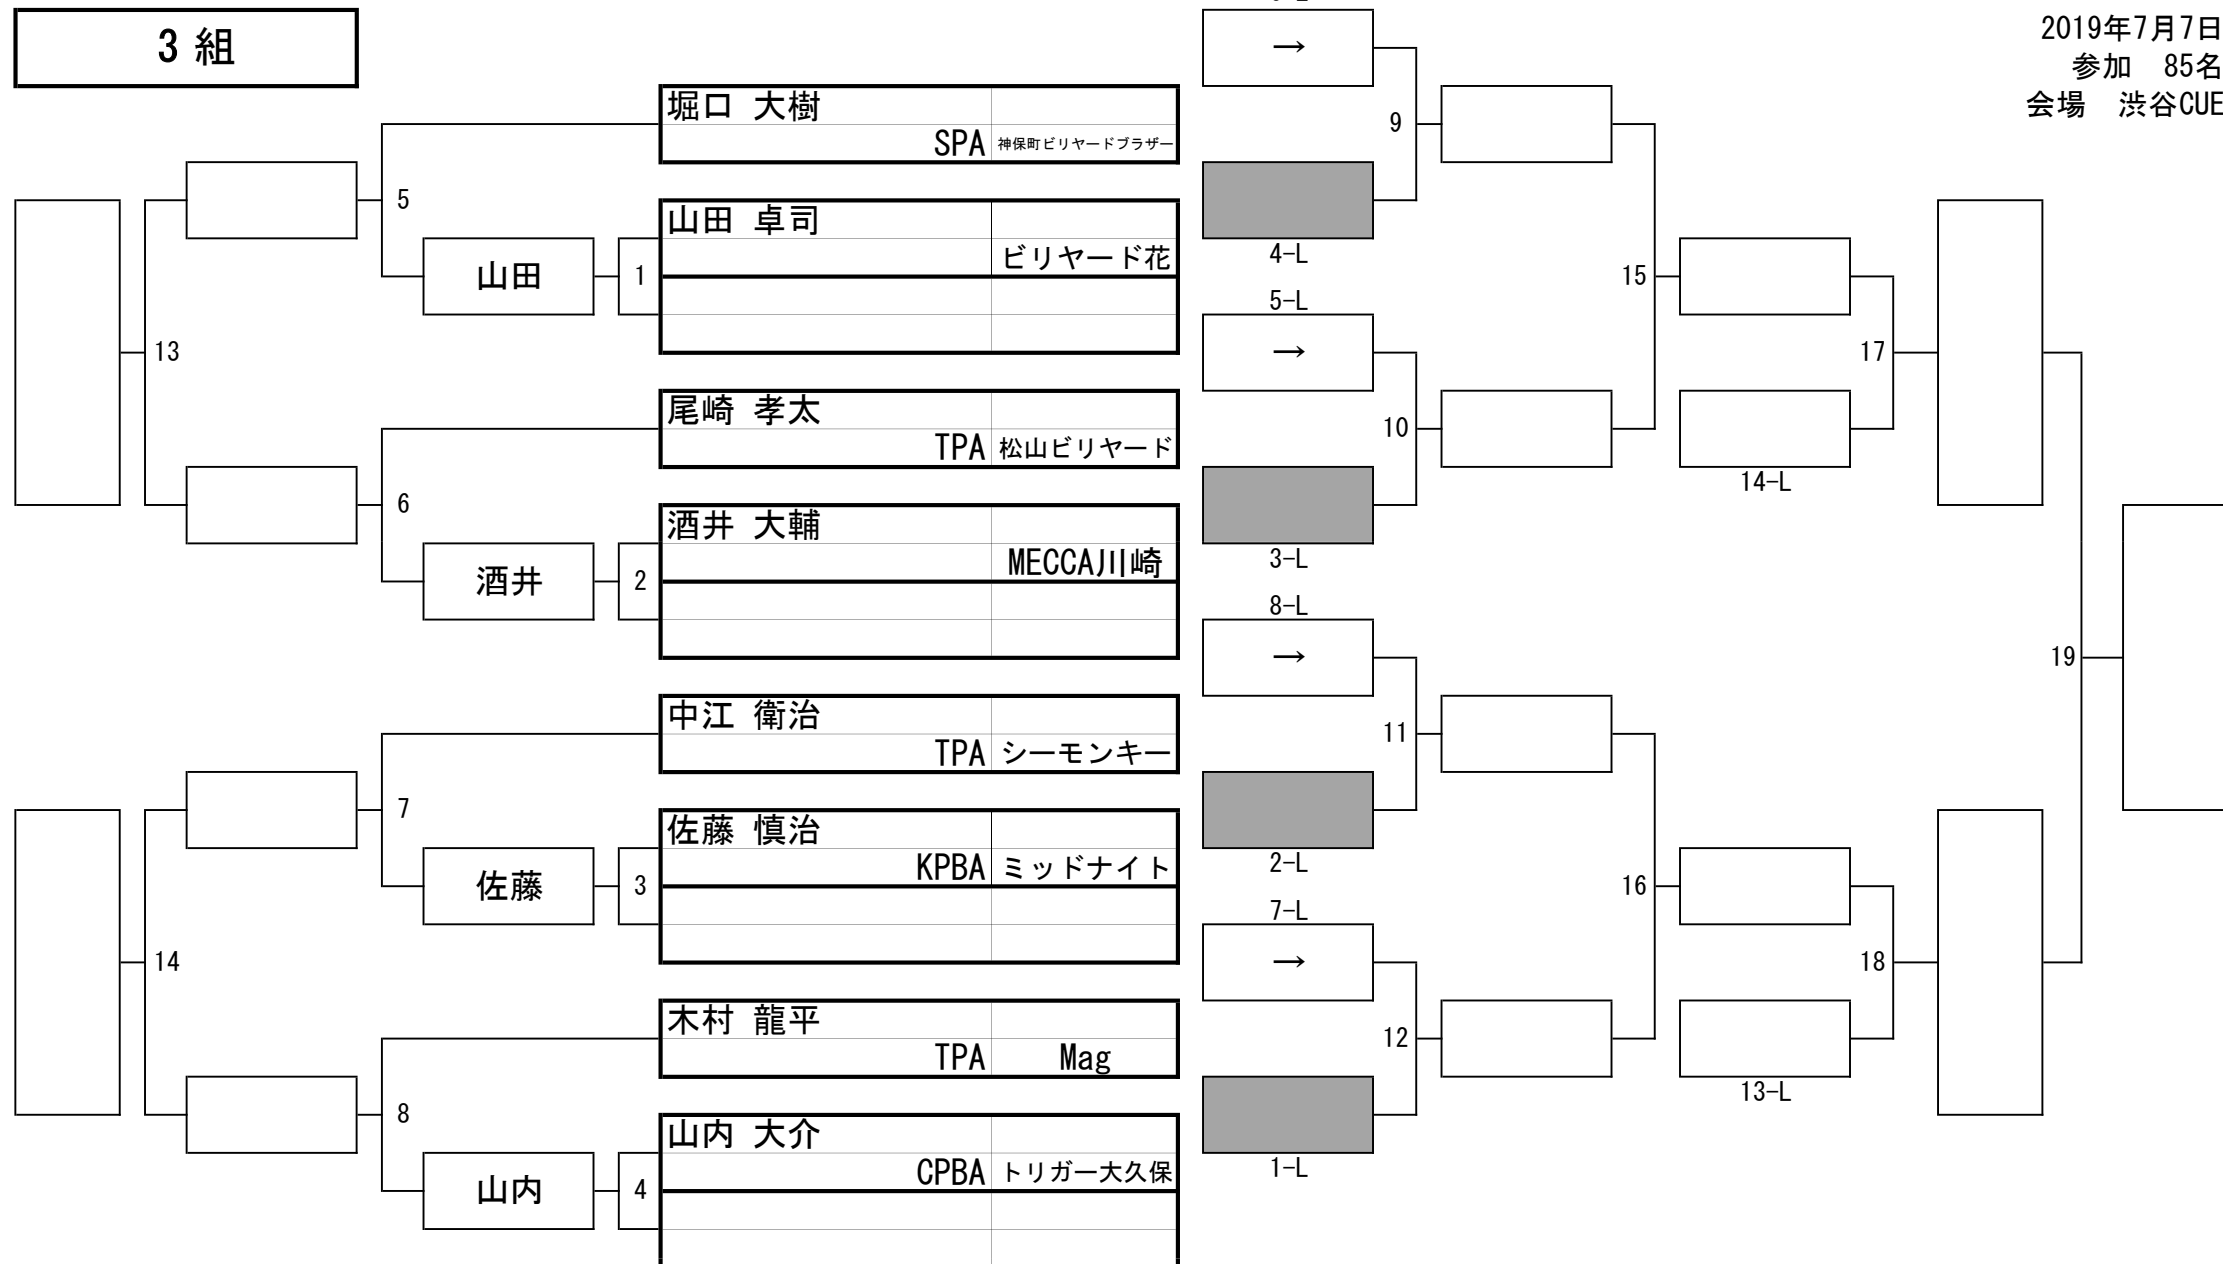 3 組
2019年7月7日
参加　85名
会場　渋谷CUE
堀口 大樹
SPA 神保町ビリヤードブラザー
5
山田 卓司
ビリヤード花
山田
1
13
尾崎 孝太
TPA 松山ビリヤード
6
酒井 大輔
MECCA川崎
酒井
2
中江 衛治
TPA シーモンキー
7
佐藤 慎治
KPBA ミッドナイト
佐藤
3
14
木村 龍平
TPA Mag
8
山内 大介
CPBA トリガー大久保
山内
4
→
9
4-L
5-L
→
10
3-L
15
17
14-L
8-L
→
11
2-L
7-L
→
12
1-L
16
18
13-L
19